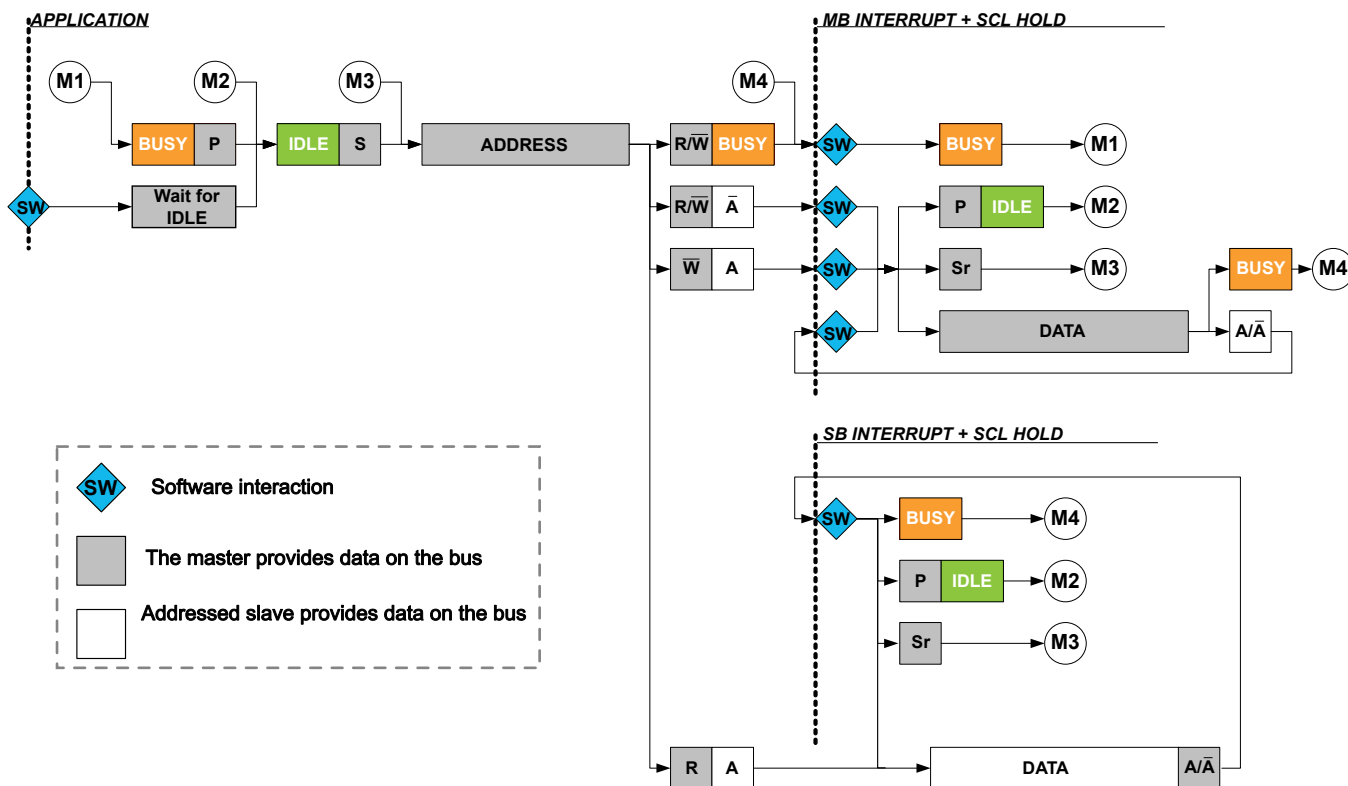 APPLICATION
MB INTERRUPT + SCL HOLD
M1
M2
M3
M4
BUSY P
IDLE S
ADDRESS
R/W̅ BUSY
SW
BUSY
M1
SW
Wait for
IDLE
R/W̅ A̅
SW
P IDLE
M2
W̅ A
SW
Sr
M3
BUSY
M4
SW
DATA
A/A̅
SB INTERRUPT + SCL HOLD
SW
Software interaction
SW
BUSY
M4
The master provides data on the bus
P IDLE
M2
Addressed slave provides data on the bus
Sr
M3
R A
DATA
A/A̅